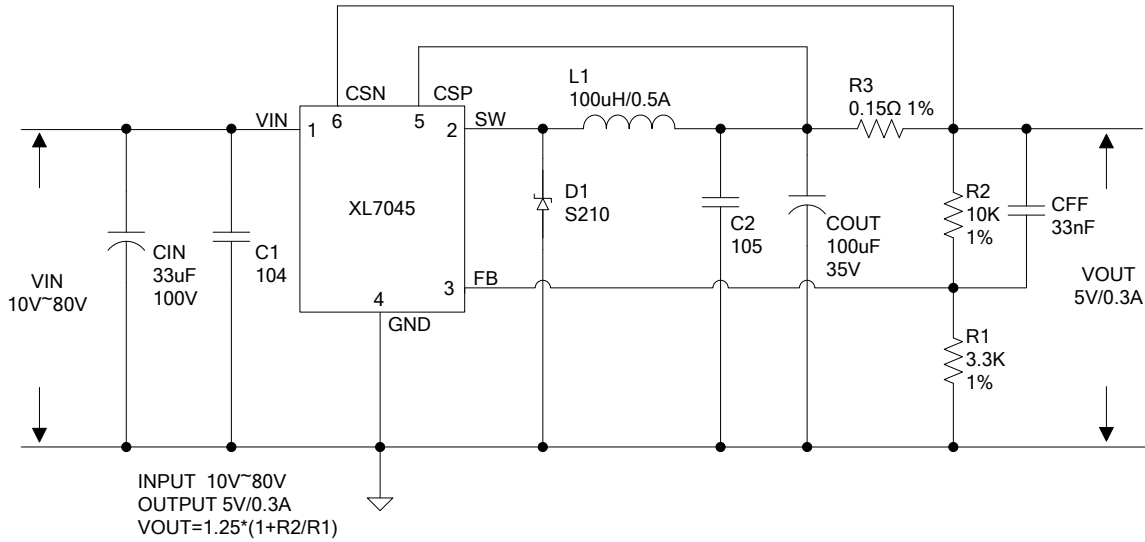 CSN
CSP
L1
100uH/0.5A
R3
0.15Ω 1%
VIN
1
6
5
2
SW
XL7045
D1
S210
C2
105
COUT
100uF
35V
R2
10K
1%
CFF
33nF
CIN
33uF
100V
C1
104
VIN
10V~80V
3
FB
4
GND
VOUT
5V/0.3A
R1
3.3K
1%
INPUT 10V~80V
OUTPUT 5V/0.3A
VOUT=1.25*(1+R2/R1)